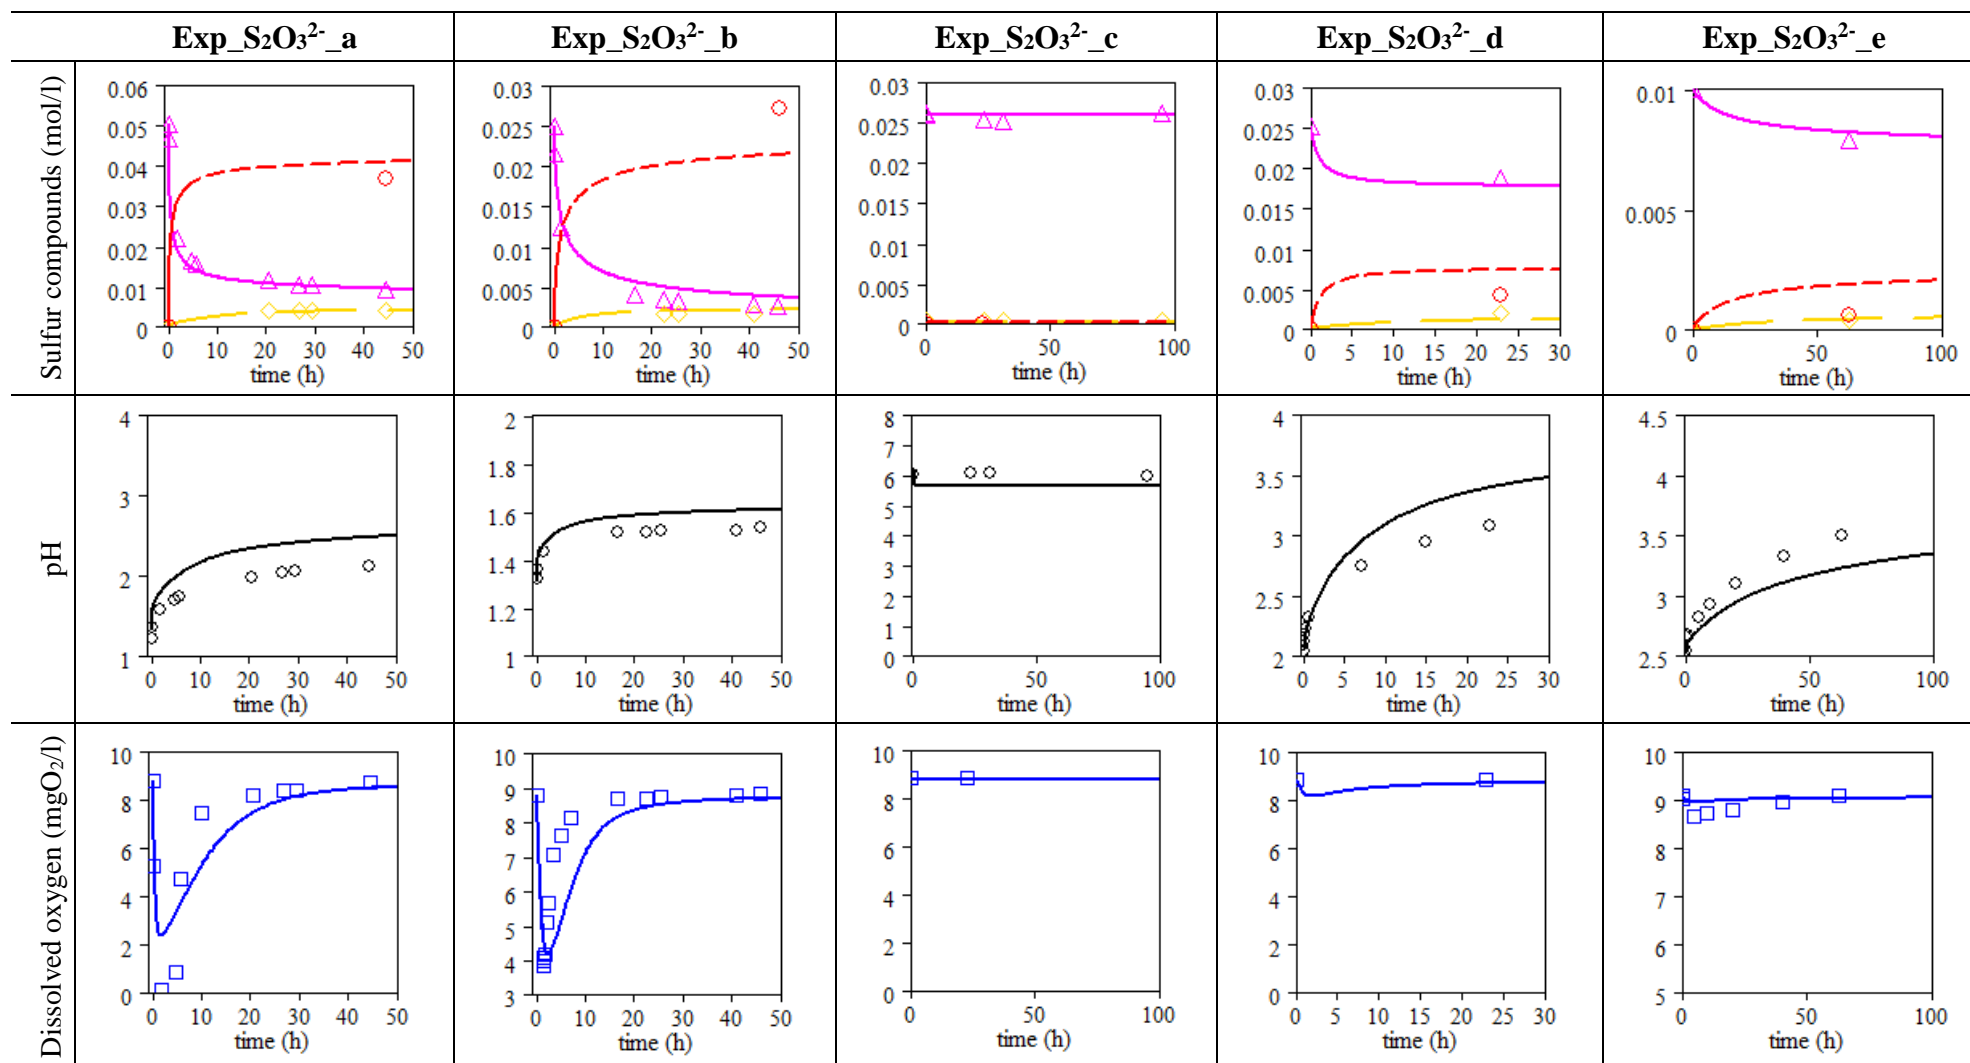 Exp_S₂O₃²⁻_a
Exp_S₂O₃²⁻_b
Exp_S₂O₃²⁻_c
Exp_S₂O₃²⁻_d
Exp_S₂O₃²⁻_e
Sulfur compounds (mol/l)
0.06
0.05
0.04
0.03
0.02
0.01
0
0 10 20 30 40 50
time (h)
0.03
0.025
0.02
0.015
0.01
0.005
0
0 10 20 30 40 50
time (h)
0.03
0.025
0.02
0.015
0.01
0.005
0
0 50 100
time (h)
0.03
0.025
0.02
0.015
0.01
0.005
0
0 5 10 15 20 25 30
time (h)
0.01
0.005
0
0 50 100
time (h)
pH
4
3
2
1
0 10 20 30 40 50
time (h)
2
1.8
1.6
1.4
1.2
1
0 10 20 30 40 50
time (h)
8
7
6
5
4
3
2
1
0
0 50 100
time (h)
4
3.5
3
2.5
2
0 5 10 15 20 25 30
time (h)
4.5
4
3.5
3
2.5
0 50 100
time (h)
Dissolved oxygen (mgO₂/l)
10
8
6
4
2
0
0 10 20 30 40 50
time (h)
10
9
8
7
6
5
4
3
0 10 20 30 40 50
time (h)
10
8
6
4
2
0
0 50 100
time (h)
10
8
6
4
2
0
0 5 10 15 20 25 30
time (h)
10
9
8
7
6
5
0 50 100
time (h)